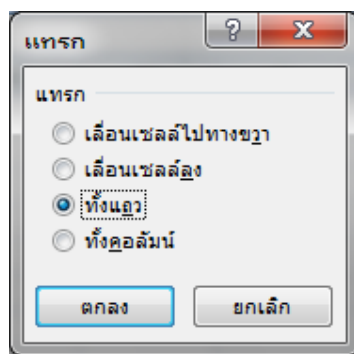 แทรก
แทรก
เลื่อนเซลล์ไปทางขวา
เลื่อนเซลล์ลง
ทั้งแถว
ทั้งคอลัมน์
ตกลง ยกเลิก